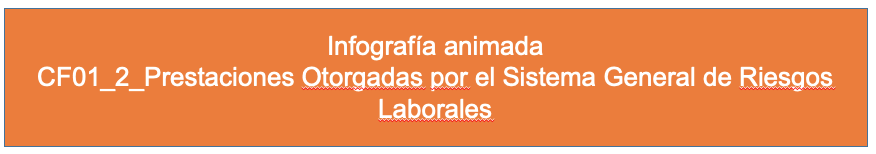 Infografía animada
CF01_2_Prestaciones Otorgadas por el Sistema General de Riesgos
Laborales